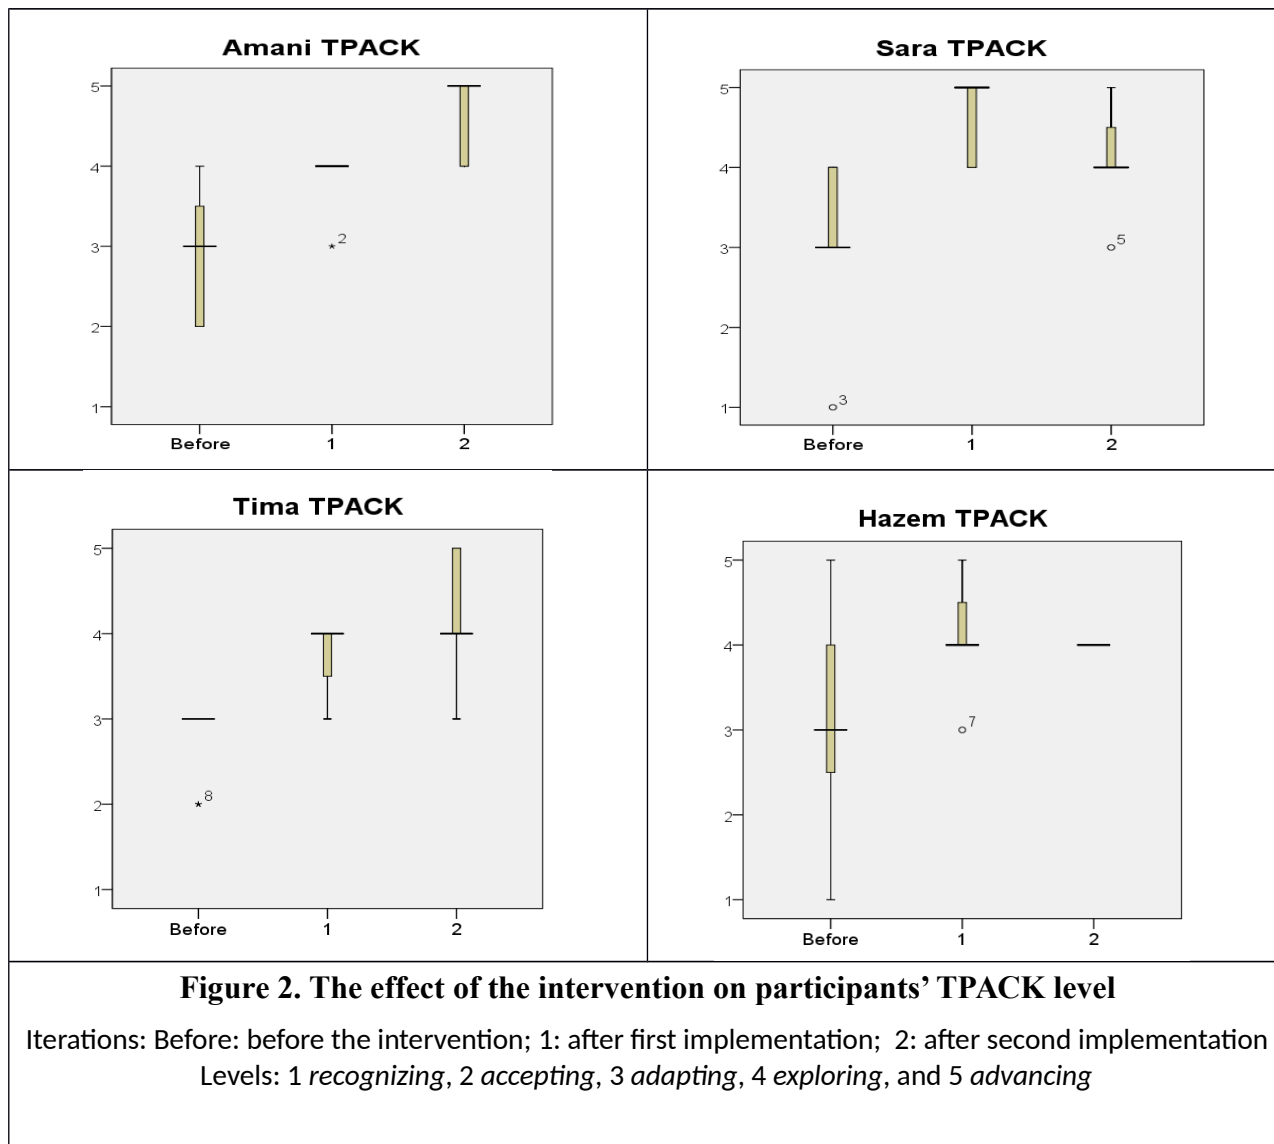 Amani TPACK
5
4
3
2
1
2
Before 1 2
Sara TPACK
5
4
3
2
1
3
5
Before 1 2
Tima TPACK
5
4
3
2
1
8
Before 1 2
Hazem TPACK
5
4
3
2
1
7
Before 1 2
Figure 2. The effect of the intervention on participants’ TPACK level
Iterations: Before: before the intervention; 1: after first implementation; 2: after second implementation
Levels: 1 recognizing, 2 accepting, 3 adapting, 4 exploring, and 5 advancing